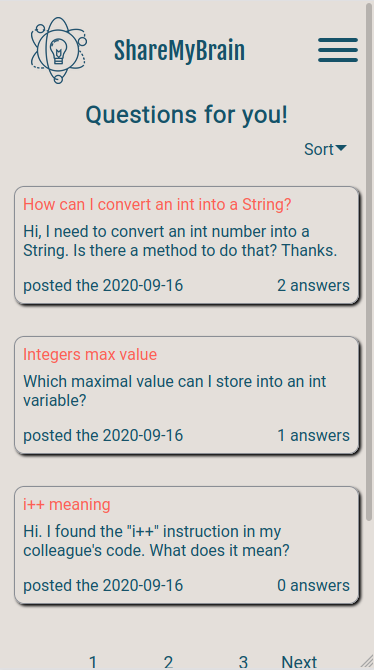 ShareMyBrain
Questions for you!
Sort
How can I convert an int into a String?
Hi, I need to convert an int number into a
String. Is there a method to do that? Thanks.
posted the 2020-09-16 2 answers
Integers max value
Which maximal value can I store into an int
variable?
posted the 2020-09-16 1 answers
i++ meaning
Hi. I found the "i++" instruction in my
colleague's code. What does it mean?
posted the 2020-09-16 0 answers
1 2 3 Next